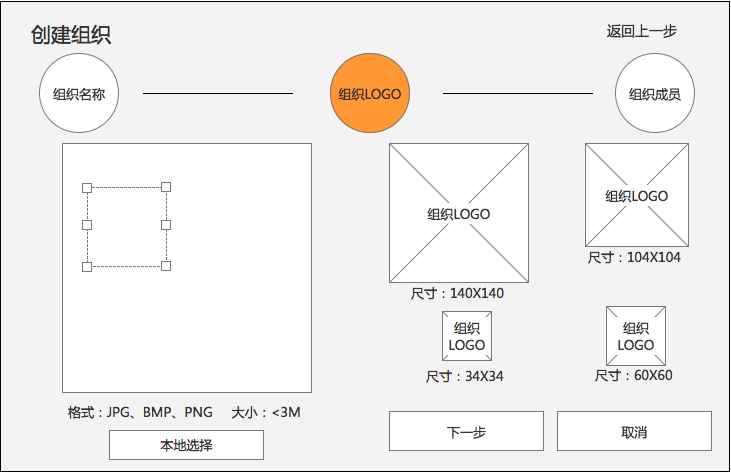 创建组织
返回上一步
组织名称
组织LOGO
组织成员
组织LOGO
尺寸：140X140
组织LOGO
尺寸：104X104
组织
LOGO
尺寸：34X34
组织
LOGO
尺寸：60X60
格式：JPG、BMP、PNG 大小：<3M
本地选择
下一步
取消